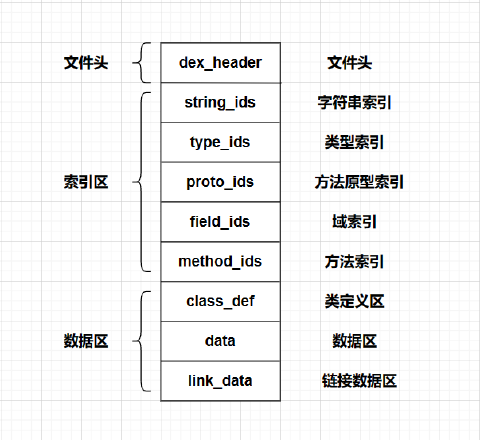 文件头 dex_header 文件头
string_ids 字符串索引
type_ids 类型索引
索引区 proto_ids 方法原型索引
field_ids 域索引
method_ids 方法索引
class_def 类定义区
数据区 data 数据区
link_data 链接数据区